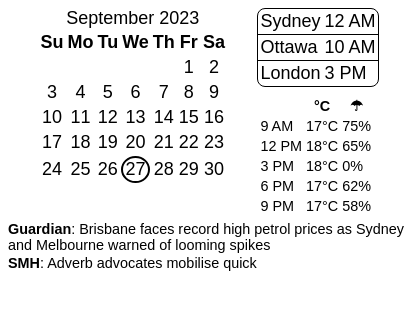 September 2023
Su Mo Tu We Th Fr Sa
1 2
3 4 5 6 7 8 9
10 11 12 13 14 15 16
17 18 19 20 21 22 23
24 25 26 27 28 29 30
Sydney 12 AM
Ottawa 10 AM
London 3 PM
°C ☂
9 AM 17°C 75%
12 PM 18°C 65%
3 PM 18°C 0%
6 PM 17°C 62%
9 PM 17°C 58%
Guardian: Brisbane faces record high petrol prices as Sydney
and Melbourne warned of looming spikes
SMH: Adverb advocates mobilise quick